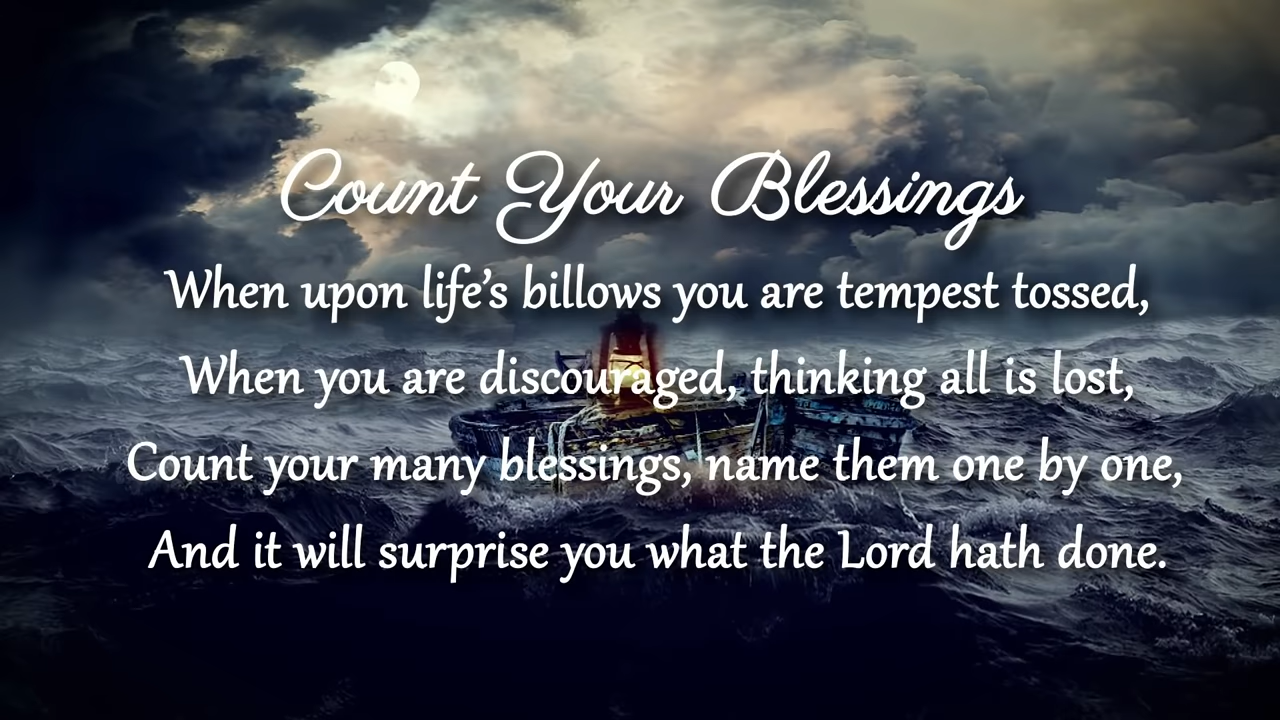 Count Your Blessings
When upon life’s billows you are tempest tossed,
When you are discouraged, thinking all is lost,
Count your many blessings, name them one by one,
And it will surprise you what the Lord hath done.